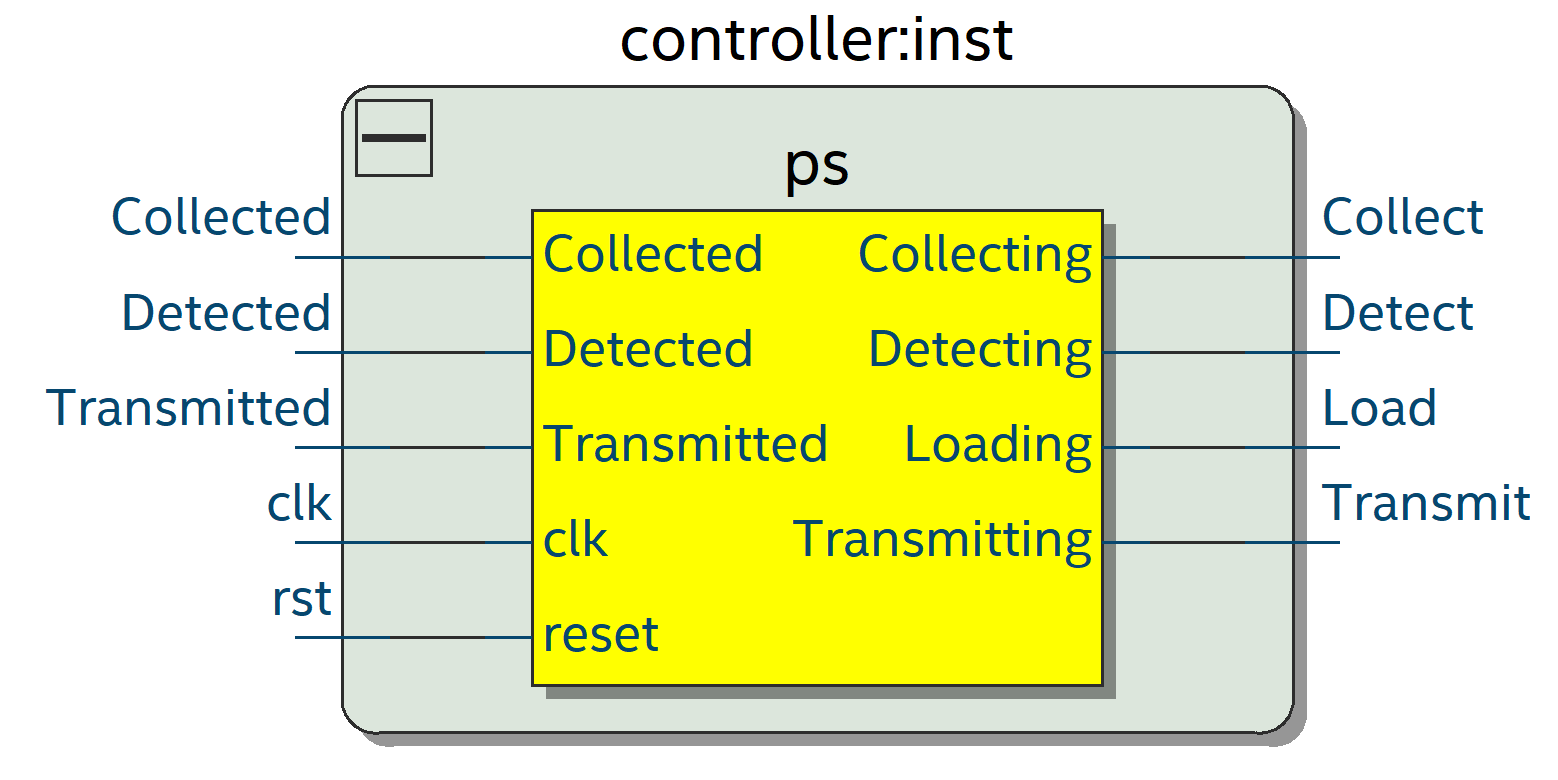 controller:inst
ps
Collected
Collected Collecting
Collect
Detected
Detected Detecting
Detect
Transmitted
Transmitted Loading
Load
clk
clk Transmitting
Transmit
rst
reset